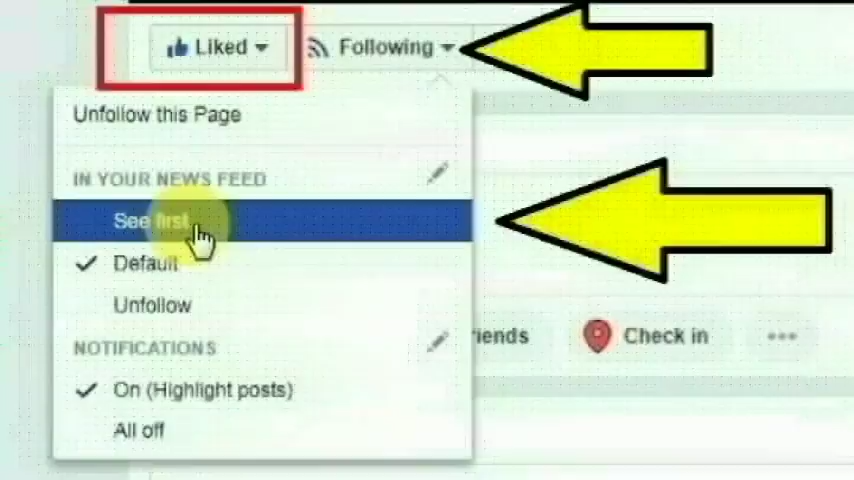 Liked Following
Unfollow this Page
IN YOUR NEWS FEED
See first
Default
Unfollow
NOTIFICATIONS
iends Check in
On (Highlight posts)
All off